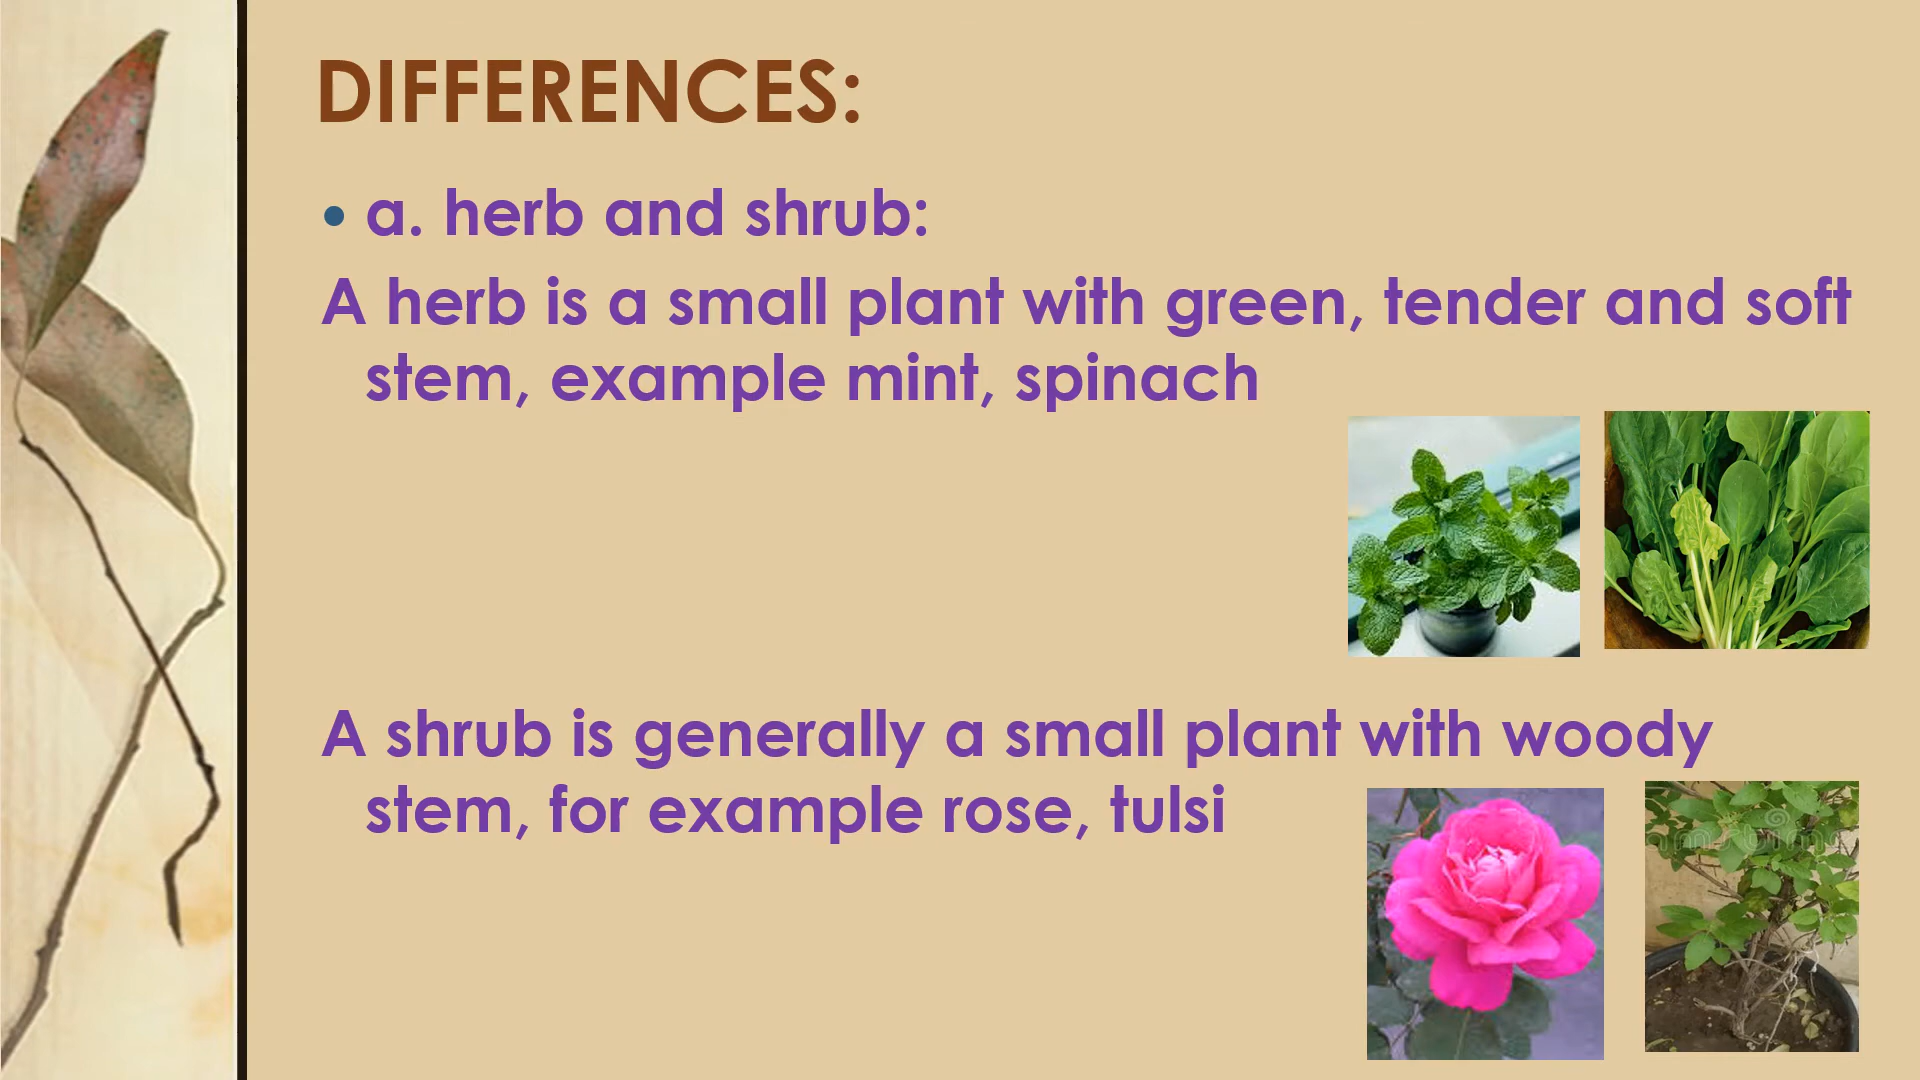 DIFFERENCES:
• a. herb and shrub:
A herb is a small plant with green, tender and soft
stem, example mint, spinach
A shrub is generally a small plant with woody
stem, for example rose, tulsi